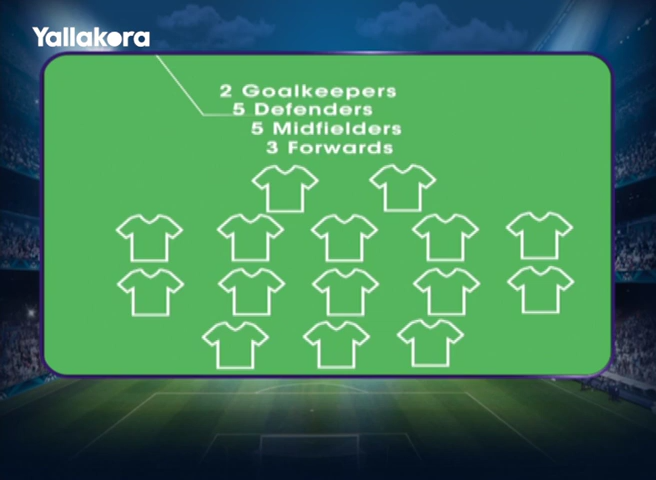 Yallakora
2 Goalkeepers
5 Defenders
5 Midfielders
3 Forwards